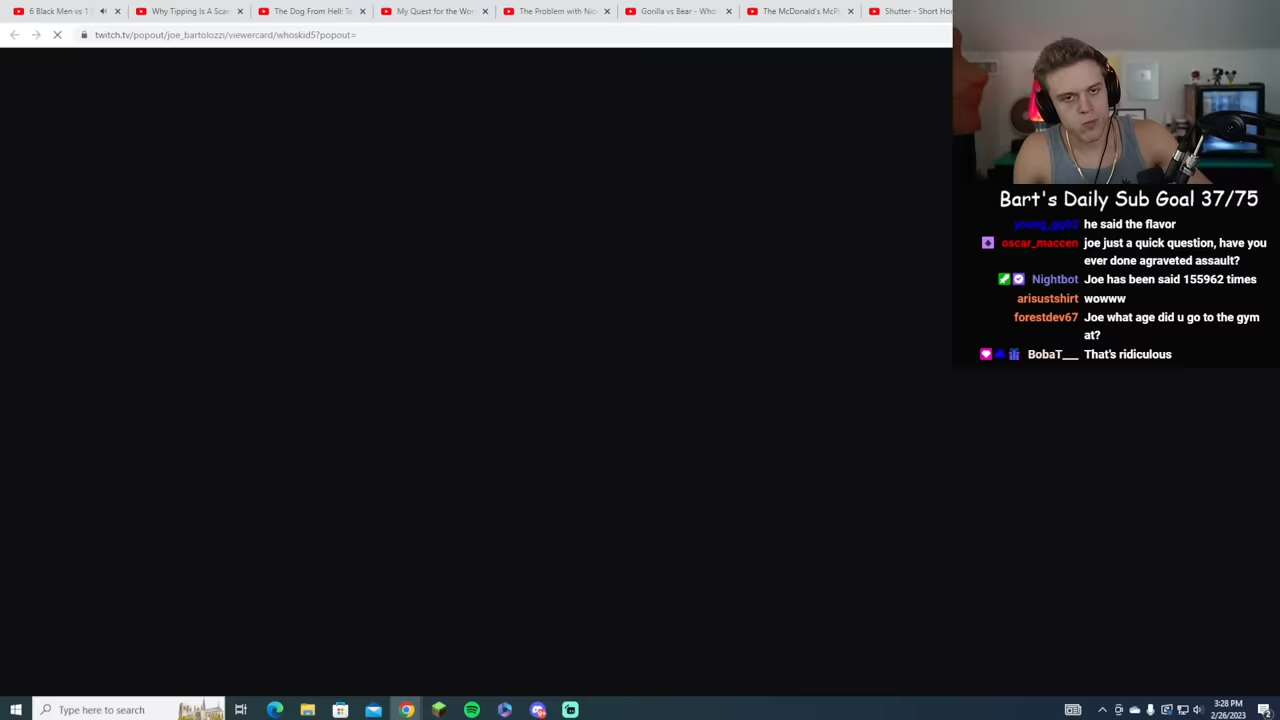 6 Black Men vs 1
Why Tipping Is A Scam
The Dog From Hell: Te
My Quest for the Wor
The Problem with Nic
Gorilla vs Bear - Who
The McDonald's McP
Shutter - Short Hor
twitch.tv/popout/joe_bartolozzi/viewercard/whoskid5?popout=
Bart's Daily Sub Goal 37/75
young_gg02 he said the flavor
oscar_maccen joe just a quick question, have you
ever done agraveted assault?
Nightbot Joe has been said 155962 times
arisustshirt wowww
forestdev67 Joe what age did u go to the gym
at?
BobaT___ That's ridiculous
Type here to search
3:28 PM
2/26/2023